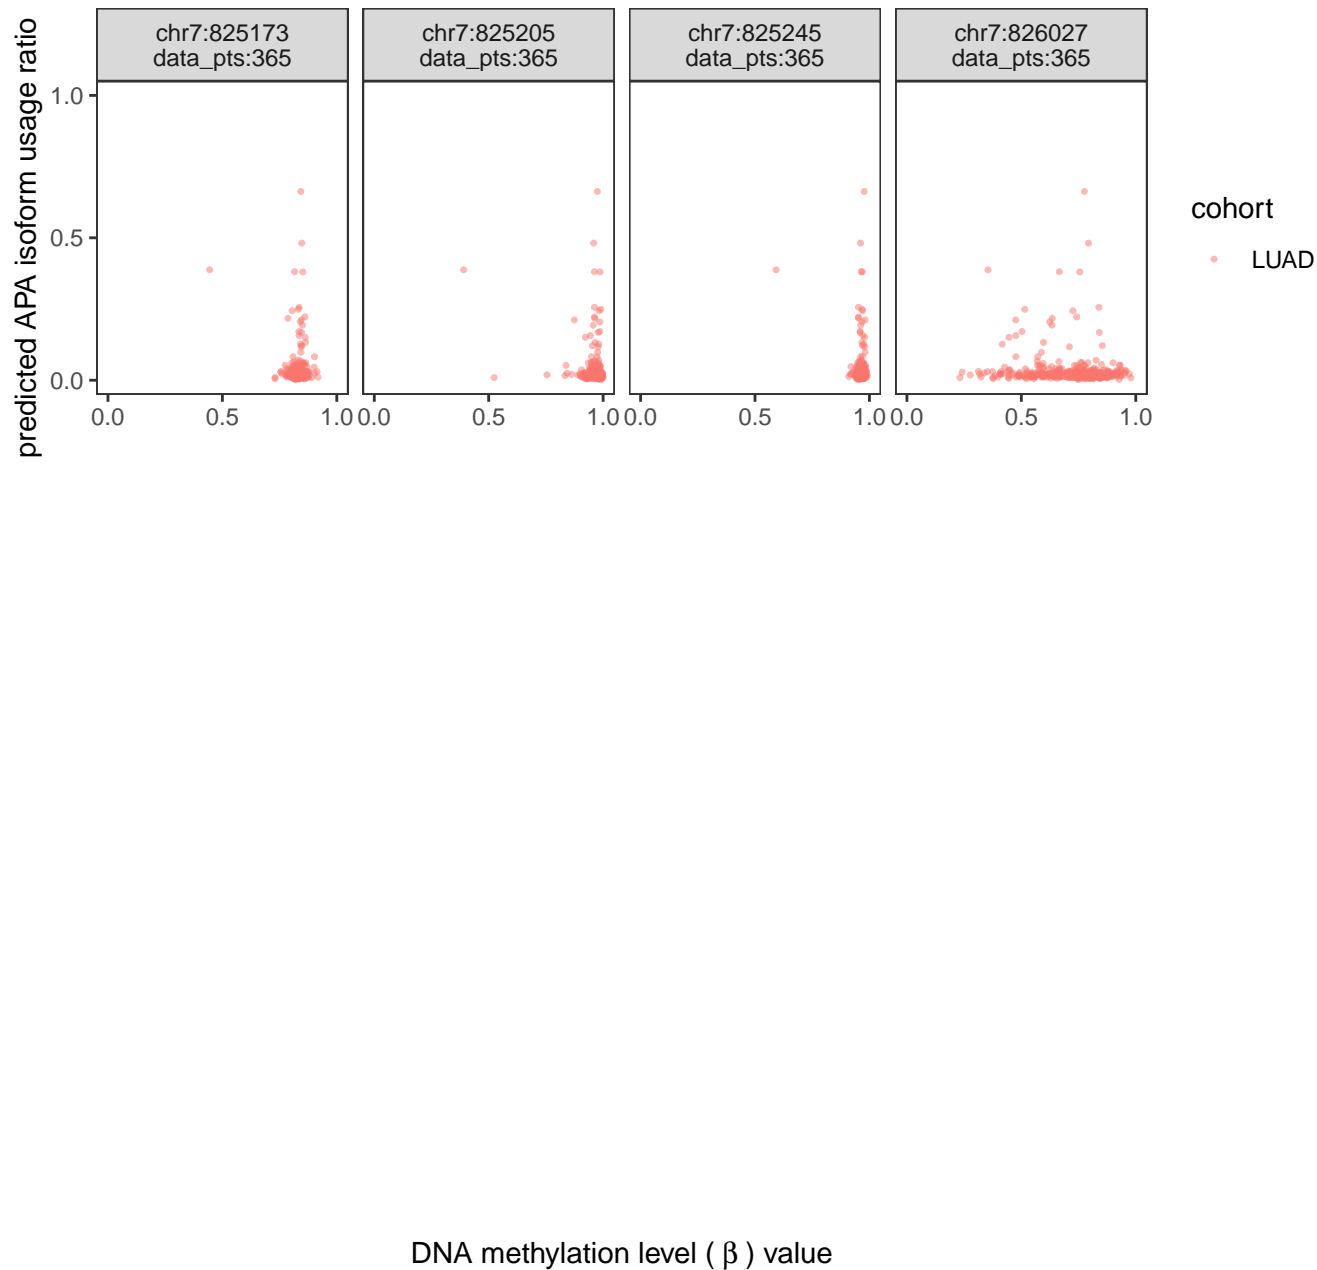 predicted APA isoform usage ratio
chr7:825173
data_pts:365
chr7:825205
data_pts:365
chr7:825245
data_pts:365
chr7:826027
data_pts:365
1.0
0.5
0.0
0.0 0.5 1.0
0.0 0.5 1.0
0.0 0.5 1.0
0.0 0.5 1.0
cohort
LUAD
DNA methylation level ( β ) value